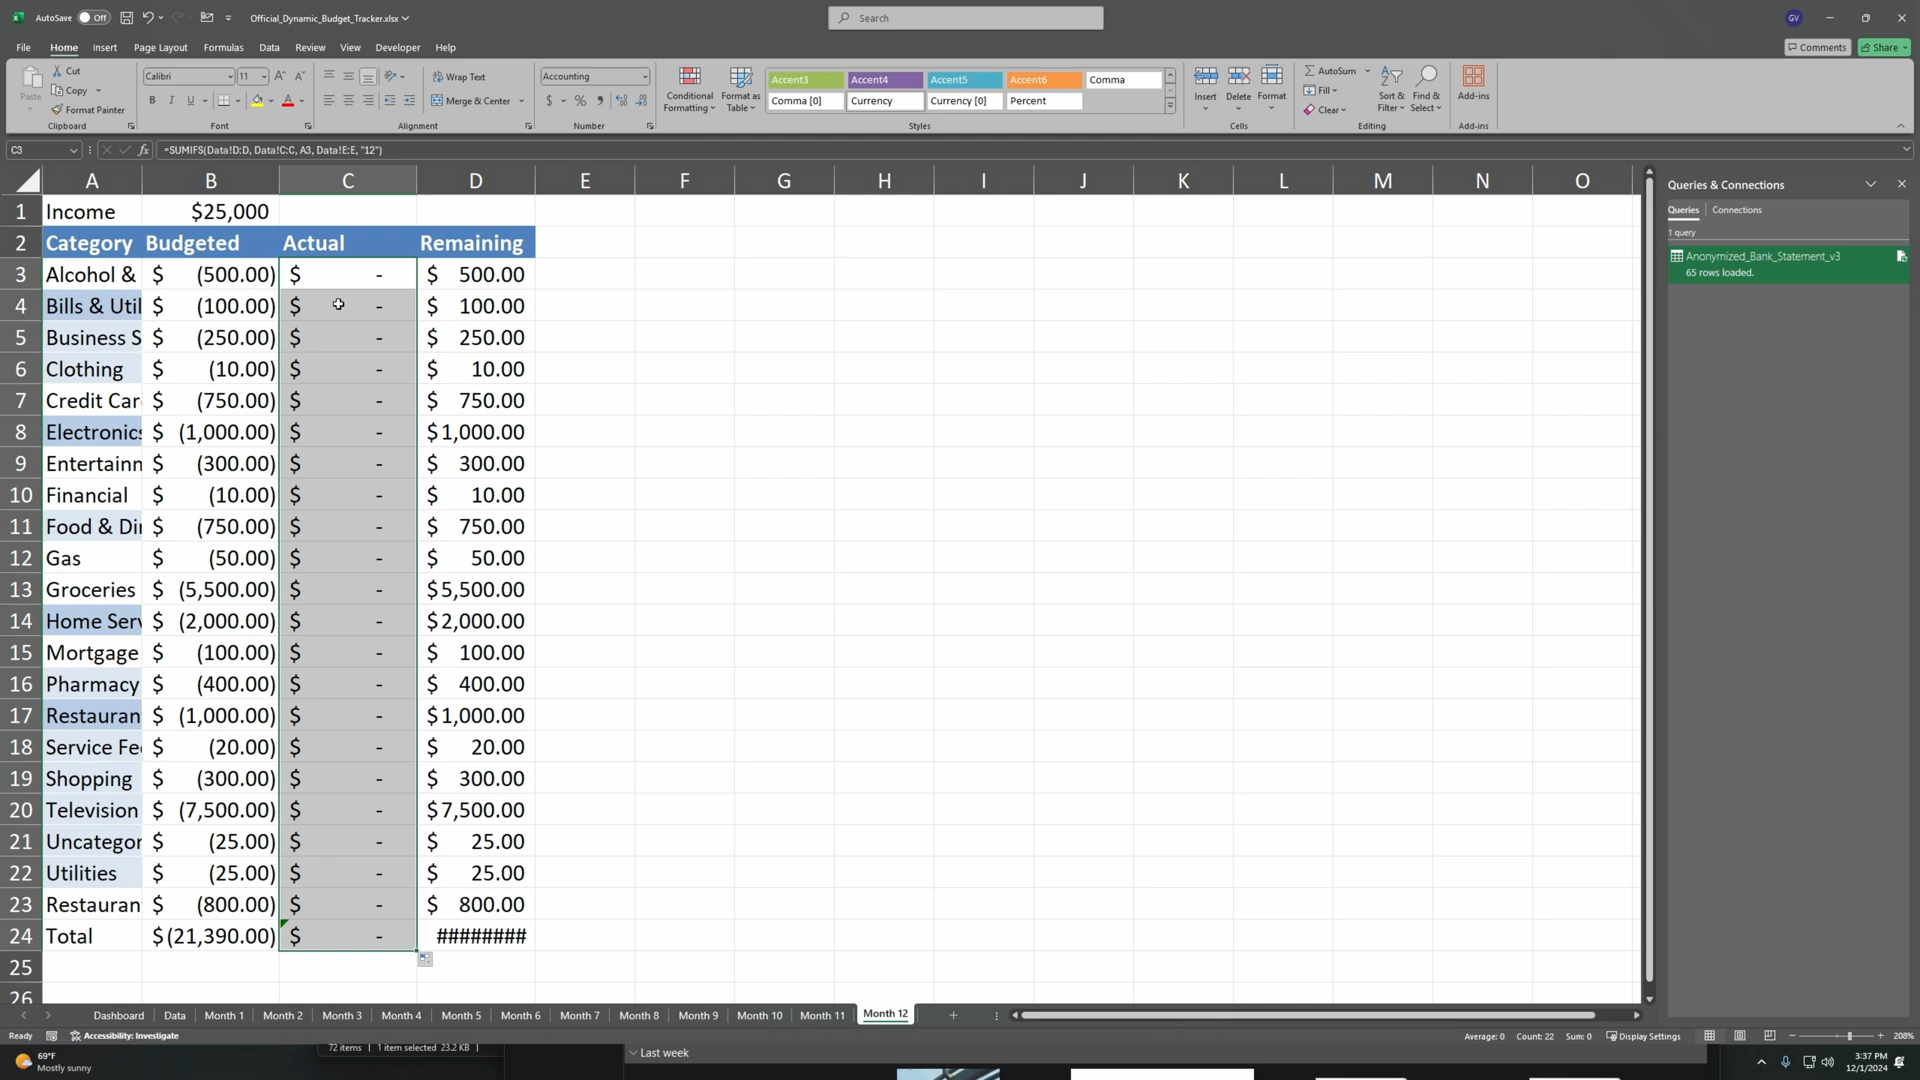 AutoSave Off Official_Dynamic_Budget_Tracker.xlsx Search GV
File Home Insert Page Layout Formulas Data Review View Developer Help Comments Share
Paste Cut Copy Format Painter Clipboard
Calibri 11 A A B I U A Font
Wrap Text Merge & Center Alignment
Accounting $ % , Number
Conditional Formatting Format as Table
Accent3 Accent4 Accent5 Accent6 Comma
Comma [0] Currency Currency [0] Percent
Styles
Insert Delete Format Cells
AutoSum Fill Clear Sort & Filter Find & Select Editing
Add-ins Add-ins
C3 fx =SUMIFS(Data!D:D, Data!C:C, A3, Data!E:E, "12")
A B C D E F G H I J K L M N O
1 Income $25,000
2 Category Budgeted Actual Remaining
3 Alcohol & $ (500.00) $ - $ 500.00
4 Bills & Util $ (100.00) $ - $ 100.00
5 Business S $ (250.00) $ - $ 250.00
6 Clothing $ (10.00) $ - $ 10.00
7 Credit Car $ (750.00) $ - $ 750.00
8 Electronics $ (1,000.00) $ - $1,000.00
9 Entertainn $ (300.00) $ - $ 300.00
10 Financial $ (10.00) $ - $ 10.00
11 Food & Di $ (750.00) $ - $ 750.00
12 Gas $ (50.00) $ - $ 50.00
13 Groceries $ (5,500.00) $ - $5,500.00
14 Home Serv $ (2,000.00) $ - $2,000.00
15 Mortgage $ (100.00) $ - $ 100.00
16 Pharmacy $ (400.00) $ - $ 400.00
17 Restauran $ (1,000.00) $ - $1,000.00
18 Service Fe $ (20.00) $ - $ 20.00
19 Shopping $ (300.00) $ - $ 300.00
20 Television $ (7,500.00) $ - $7,500.00
21 Uncategor $ (25.00) $ - $ 25.00
22 Utilities $ (25.00) $ - $ 25.00
23 Restauran $ (800.00) $ - $ 800.00
24 Total $(21,390.00) $ - ########
25
26
Queries & Connections
Queries | Connections
1 query
Anonymized_Bank_Statement_v3
65 rows loaded.
Dashboard Data Month 1 Month 2 Month 3 Month 4 Month 5 Month 6 Month 7 Month 8 Month 9 Month 10 Month 11 Month 12
Ready Accessibility: Investigate Average: 0 Count: 22 Sum: 0 Display Settings 208%
72 items | 1 item selected 23.2 KB |
Last week
69°F
Mostly sunny
3:37 PM
12/1/2024